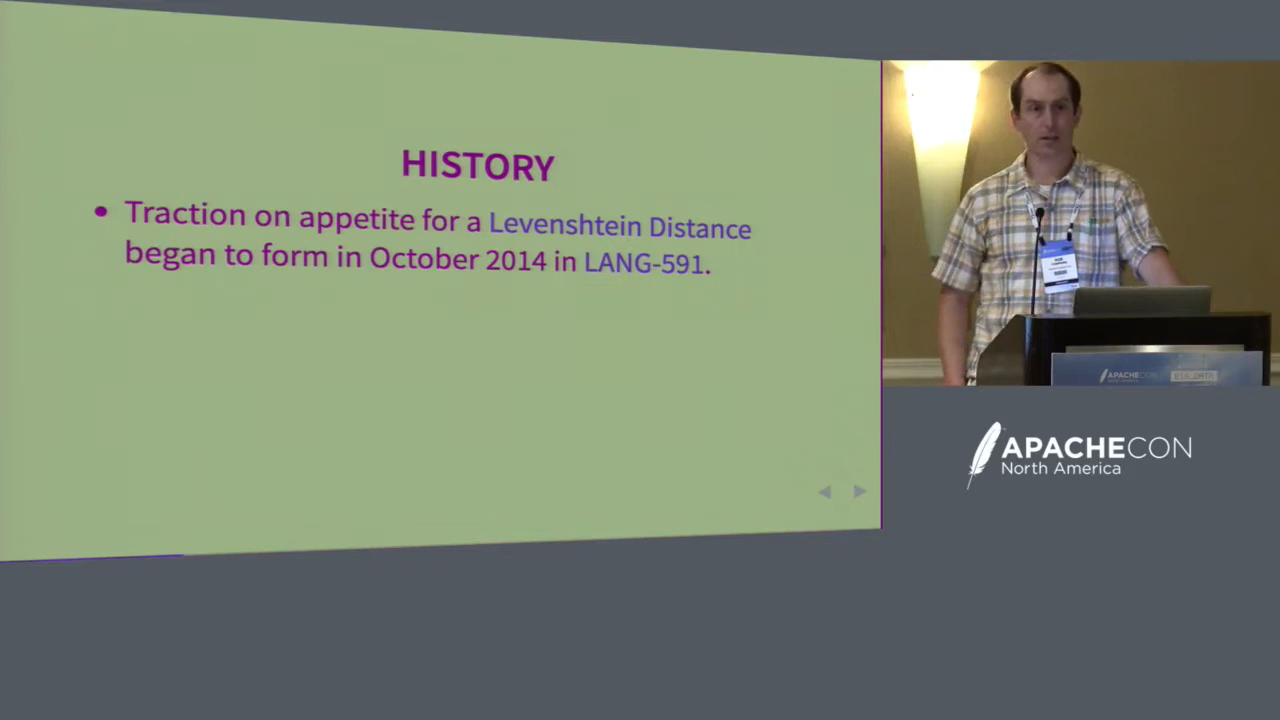 HISTORY
• Traction on appetite for a Levenshtein Distance
began to form in October 2014 in LANG-591.
APACHECON
North America
APACHECON